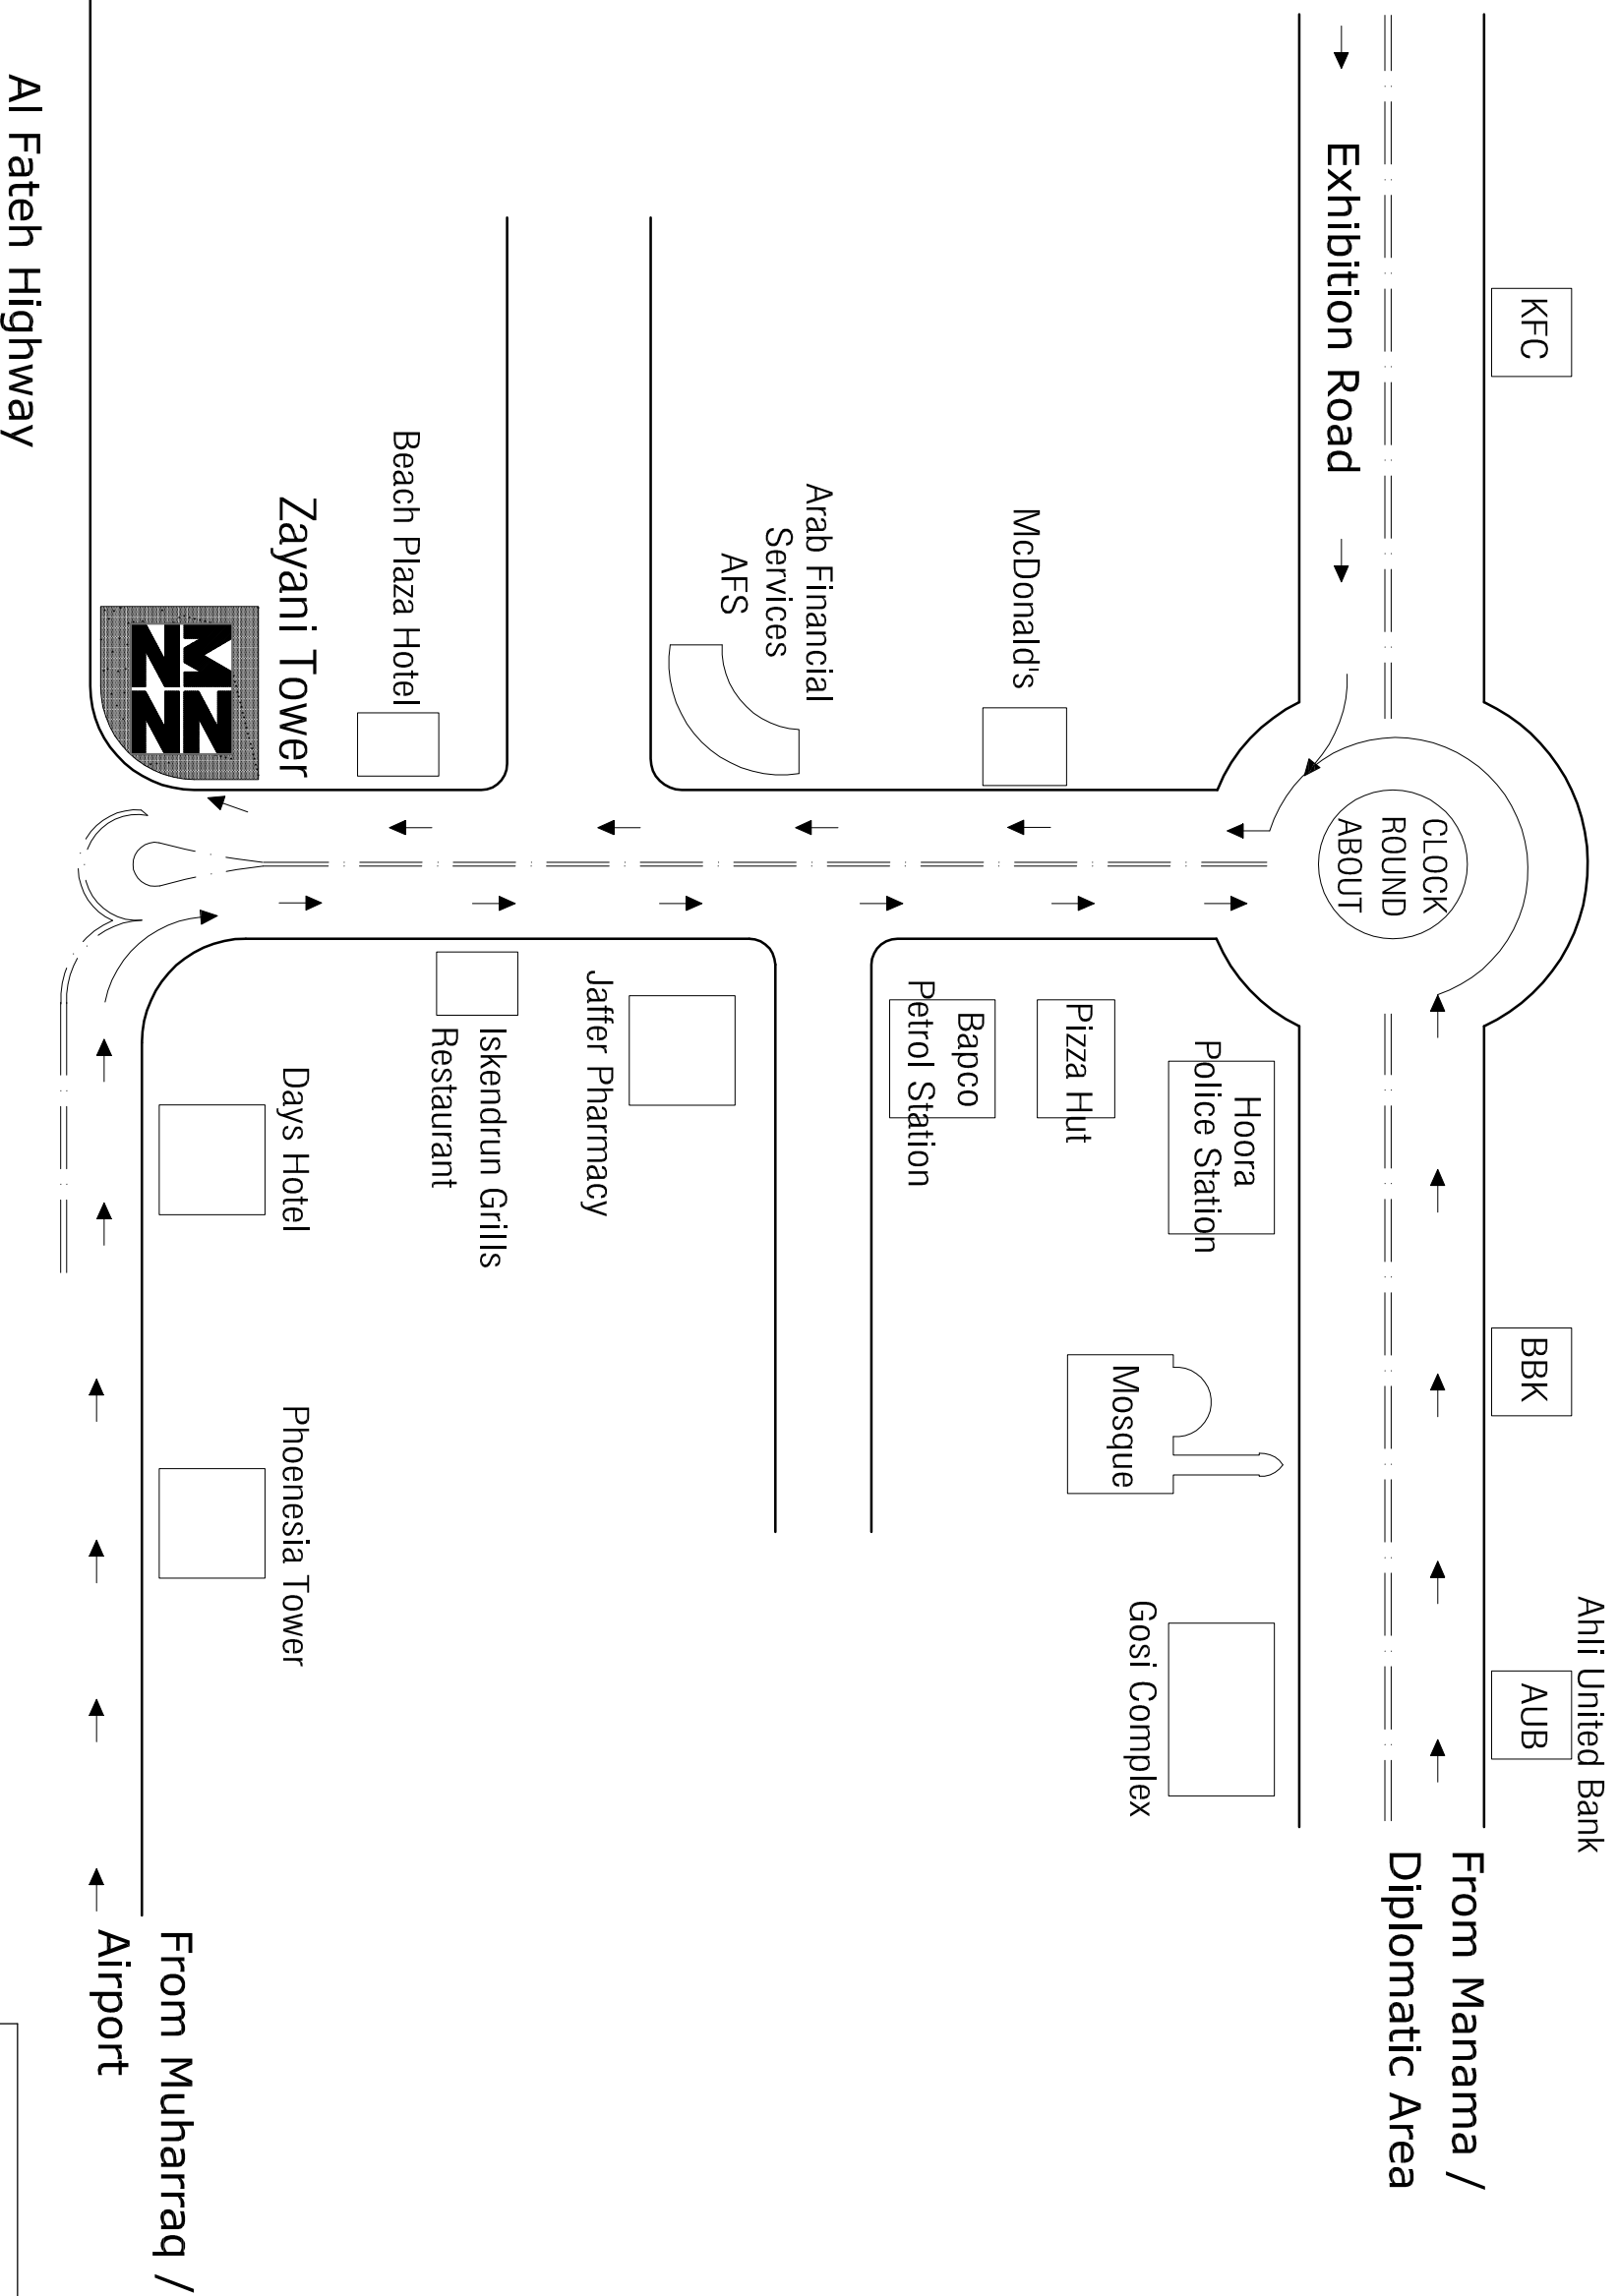 Ahli United Bank
KFC
BBK
AUB
From Manama /
Diplomatic Area
Exhibition Road
CLOCK
ROUND
ABOUT
Hoora
Police Station
Mosque
Gosi Complex
McDonald's
Pizza Hut
Bapco
Petrol Station
Arab Financial
Services
AFS
Jaffer Pharmacy
Beach Plaza Hotel
Iskendrun Grills
Restaurant
Zayani Tower
Days Hotel
Phoenesia Tower
From Muharraq /
Airport
Al Fateh Highway